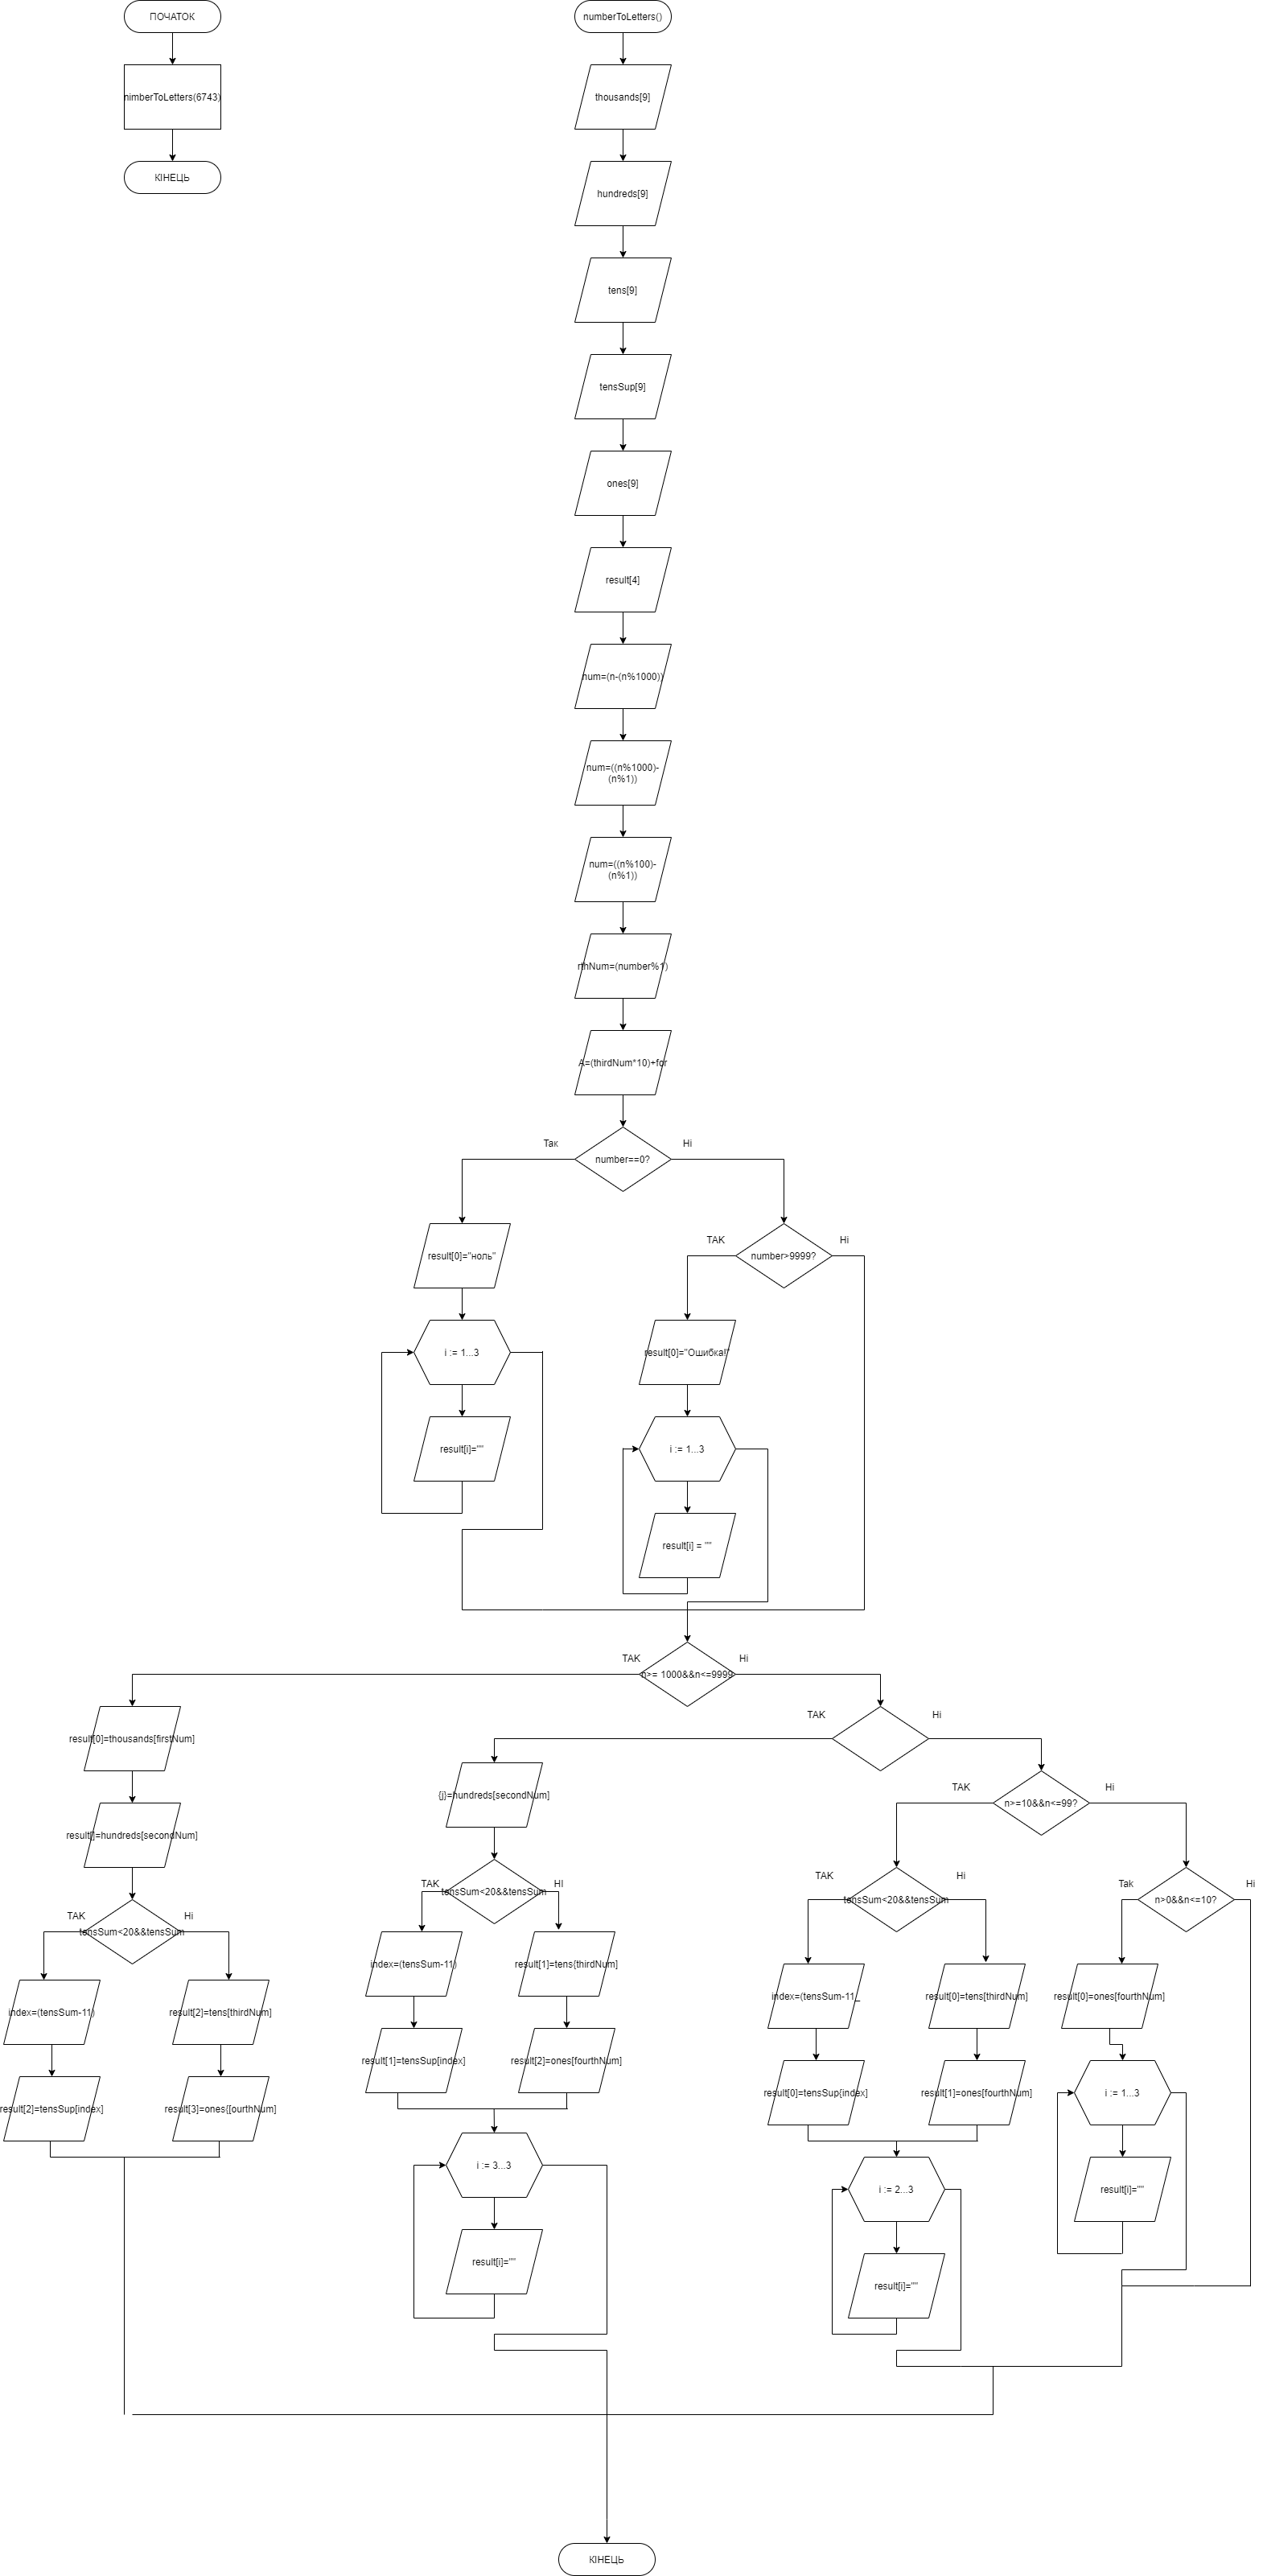 ПОЧАТОК
nimberToLetters(6743)
КІНЕЦЬ
numberToLetters()
thousands[9]
hundreds[9]
tens[9]
tensSup[9]
ones[9]
result[4]
num=(n-(n%1000))
num=((n%1000)-
(n%1))
num=((n%100)-
(n%1))
rthNum=(number%1)
A=(thirdNum*10)+for
number==0?
Так
Ні
result[0]="ноль"
number>9999?
ТАК
Ні
i := 1...3
result[0]="Ошибка!"
result[i]=""
i := 1...3
result[i] = ""
n>= 1000&&n<=9999
ТАК
Ні
result[0]=thousands[firstNum]
ТАК
Ні
result[]=hundreds[secondNum]
{j}=hundreds[secondNum]
n>=10&&n<=99?
ТАК
Ні
tensSum<20&&tensSum
ТАК
Ні
tensSum<20&&tensSum
ТАК
НІ
tensSum<20&&tensSum
ТАК
Ні
n>0&&n<=10?
Tak
Ні
index=(tensSum-11)
result[2]=tens[thirdNum]
index=(tensSum-11)
result[1]=tens{thirdNum]
index=(tensSum-11_
result[0]=tens[thirdNum]
result[0]=ones[fourthNum]
result[2]=tensSup[index]
result[3]=ones{[ourthNum]
result[1]=tensSup[index]
result[2]=ones[fourthNum]
result[0]=tensSup[index]
result[1]=ones[fourthNum]
i := 1...3
i := 3...3
i := 2...3
result[i]=""
result[i]=""
result[i]=""
КІНЕЦЬ